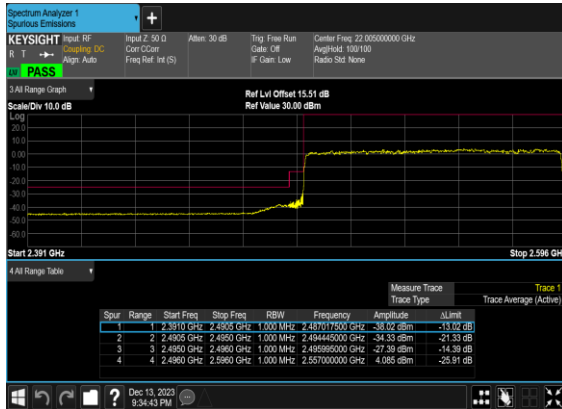 Spectrum Analyzer 1
Spurious Emissions
+
KEYSIGHT Input: RF Input Z: 50 Ω Atten: 30 dB Trig: Free Run Center Freq: 22.005000000 GHz
R T Coupling: DC Corr CCorr Gate: Off Avg|Hold: 100/100
Align: Auto Freq Ref: Int (S) IF Gain: Low Radio Std: None
LU PASS
3 All Range Graph Ref Lvl Offset 15.51 dB
Scale/Div 10.0 dB Ref Value 30.00 dBm
Log
20.0
10.0
0.00
-10.0
-20.0
-30.0
-40.0
-50.0
-60.0
Start 2.391 GHz Stop 2.596 GH
4 All Range Table
Measure Trace Trace 1
Trace Type Trace Average (Active)
Spur Range Start Freq Stop Freq RBW Frequency Amplitude ΔLimit
1 1 2.3910 GHz 2.4905 GHz 1.000 MHz 2.487017500 GHz -38.02 dBm -13.02 dB
2 2 2.4905 GHz 2.4950 GHz 1.000 MHz 2.494445000 GHz -34.33 dBm -21.33 dB
3 3 2.4950 GHz 2.4960 GHz 1.000 MHz 2.495995000 GHz -27.39 dBm -14.39 dB
4 4 2.4960 GHz 2.5960 GHz 1.000 MHz 2.557000000 GHz 4.085 dBm -25.91 dB
? Dec 13, 2023
9:34:43 PM